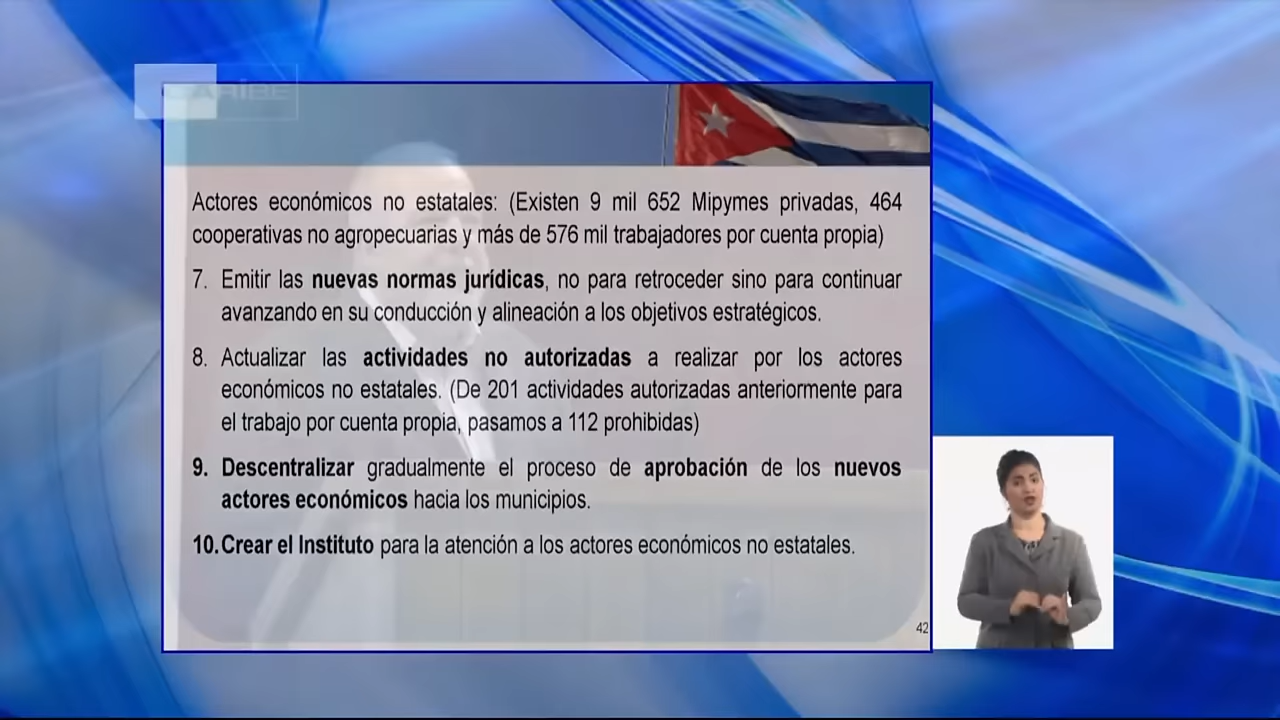 CARIBE
Actores económicos no estatales: (Existen 9 mil 652 Mipymes privadas, 464
cooperativas no agropecuarias y más de 576 mil trabajadores por cuenta propia)
7. Emitir las nuevas normas jurídicas, no para retroceder sino para continuar
avanzando en su conducción y alineación a los objetivos estratégicos.
8. Actualizar las actividades no autorizadas a realizar por los actores
económicos no estatales. (De 201 actividades autorizadas anteriormente para
el trabajo por cuenta propia, pasamos a 112 prohibidas)
9. Descentralizar gradualmente el proceso de aprobación de los nuevos
actores económicos hacia los municipios.
10. Crear el Instituto para la atención a los actores económicos no estatales.
42